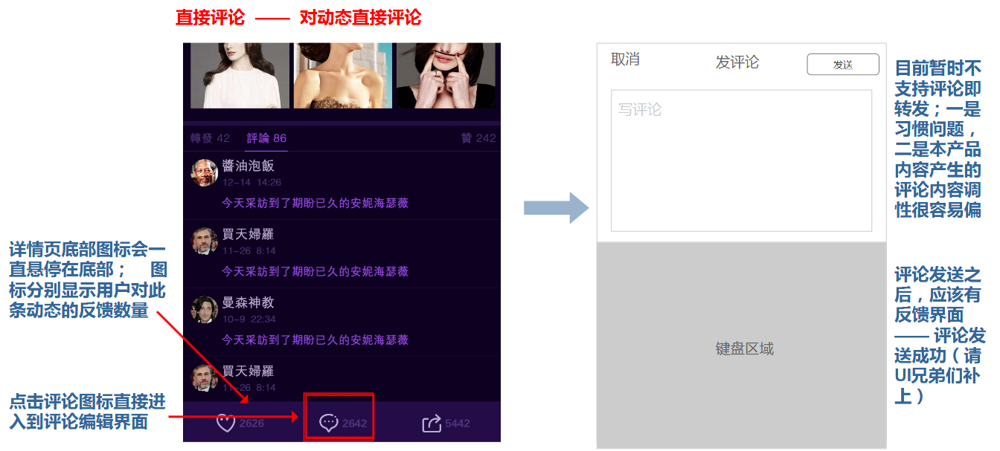 直接评论 —— 对动态直接评论
轉發 42 評論 86 贊 242
醬油泡飯
12-14 14:26
今天采訪到了期盼已久的安妮海瑟薇
買天婦羅
11-26 8:14
今天采訪到了期盼已久的安妮海瑟薇
曼森神教
10-9 22:34
今天采訪到了期盼已久的安妮海瑟薇
買天婦羅
11-26 8:14
2626 2642 5442
详情页底部图标会一
直悬停在底部； 图
标分别显示用户对此
条动态的反馈数量
点击评论图标直接进
入到评论编辑界面
取消 发评论 发送
写评论
键盘区域
目前暂时不
支持评论即
转发；一是
习惯问题，
二是本产品
内容产生的
评论内容调
性很容易偏
评论发送之
后，应该有
反馈界面
—— 评论发
送成功（请
UI兄弟们补
上）